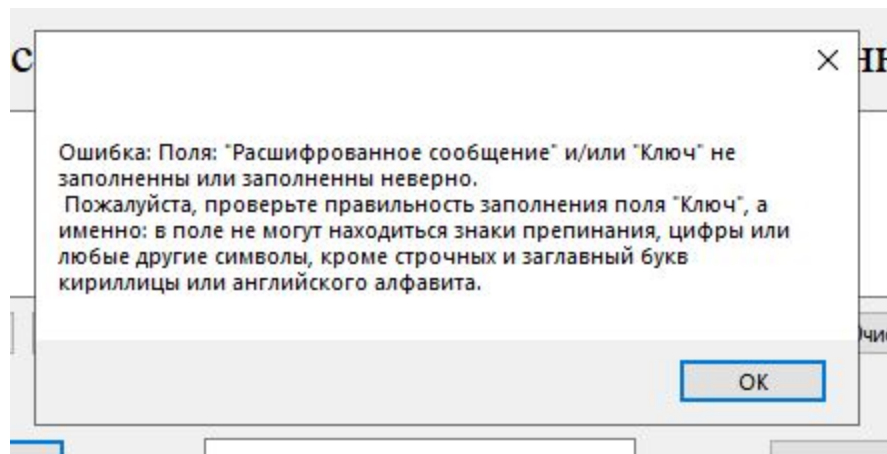 с
Ошибка: Поля: "Расшифрованное сообщение" и/или "Ключ" не
заполненны или заполненны неверно.
Пожалуйста, проверьте правильность заполнения поля "Ключ", а
именно: в поле не могут находиться знаки препинания, цифры или
любые другие символы, кроме строчных и заглавный букв
кириллицы или английского алфавита.
OK